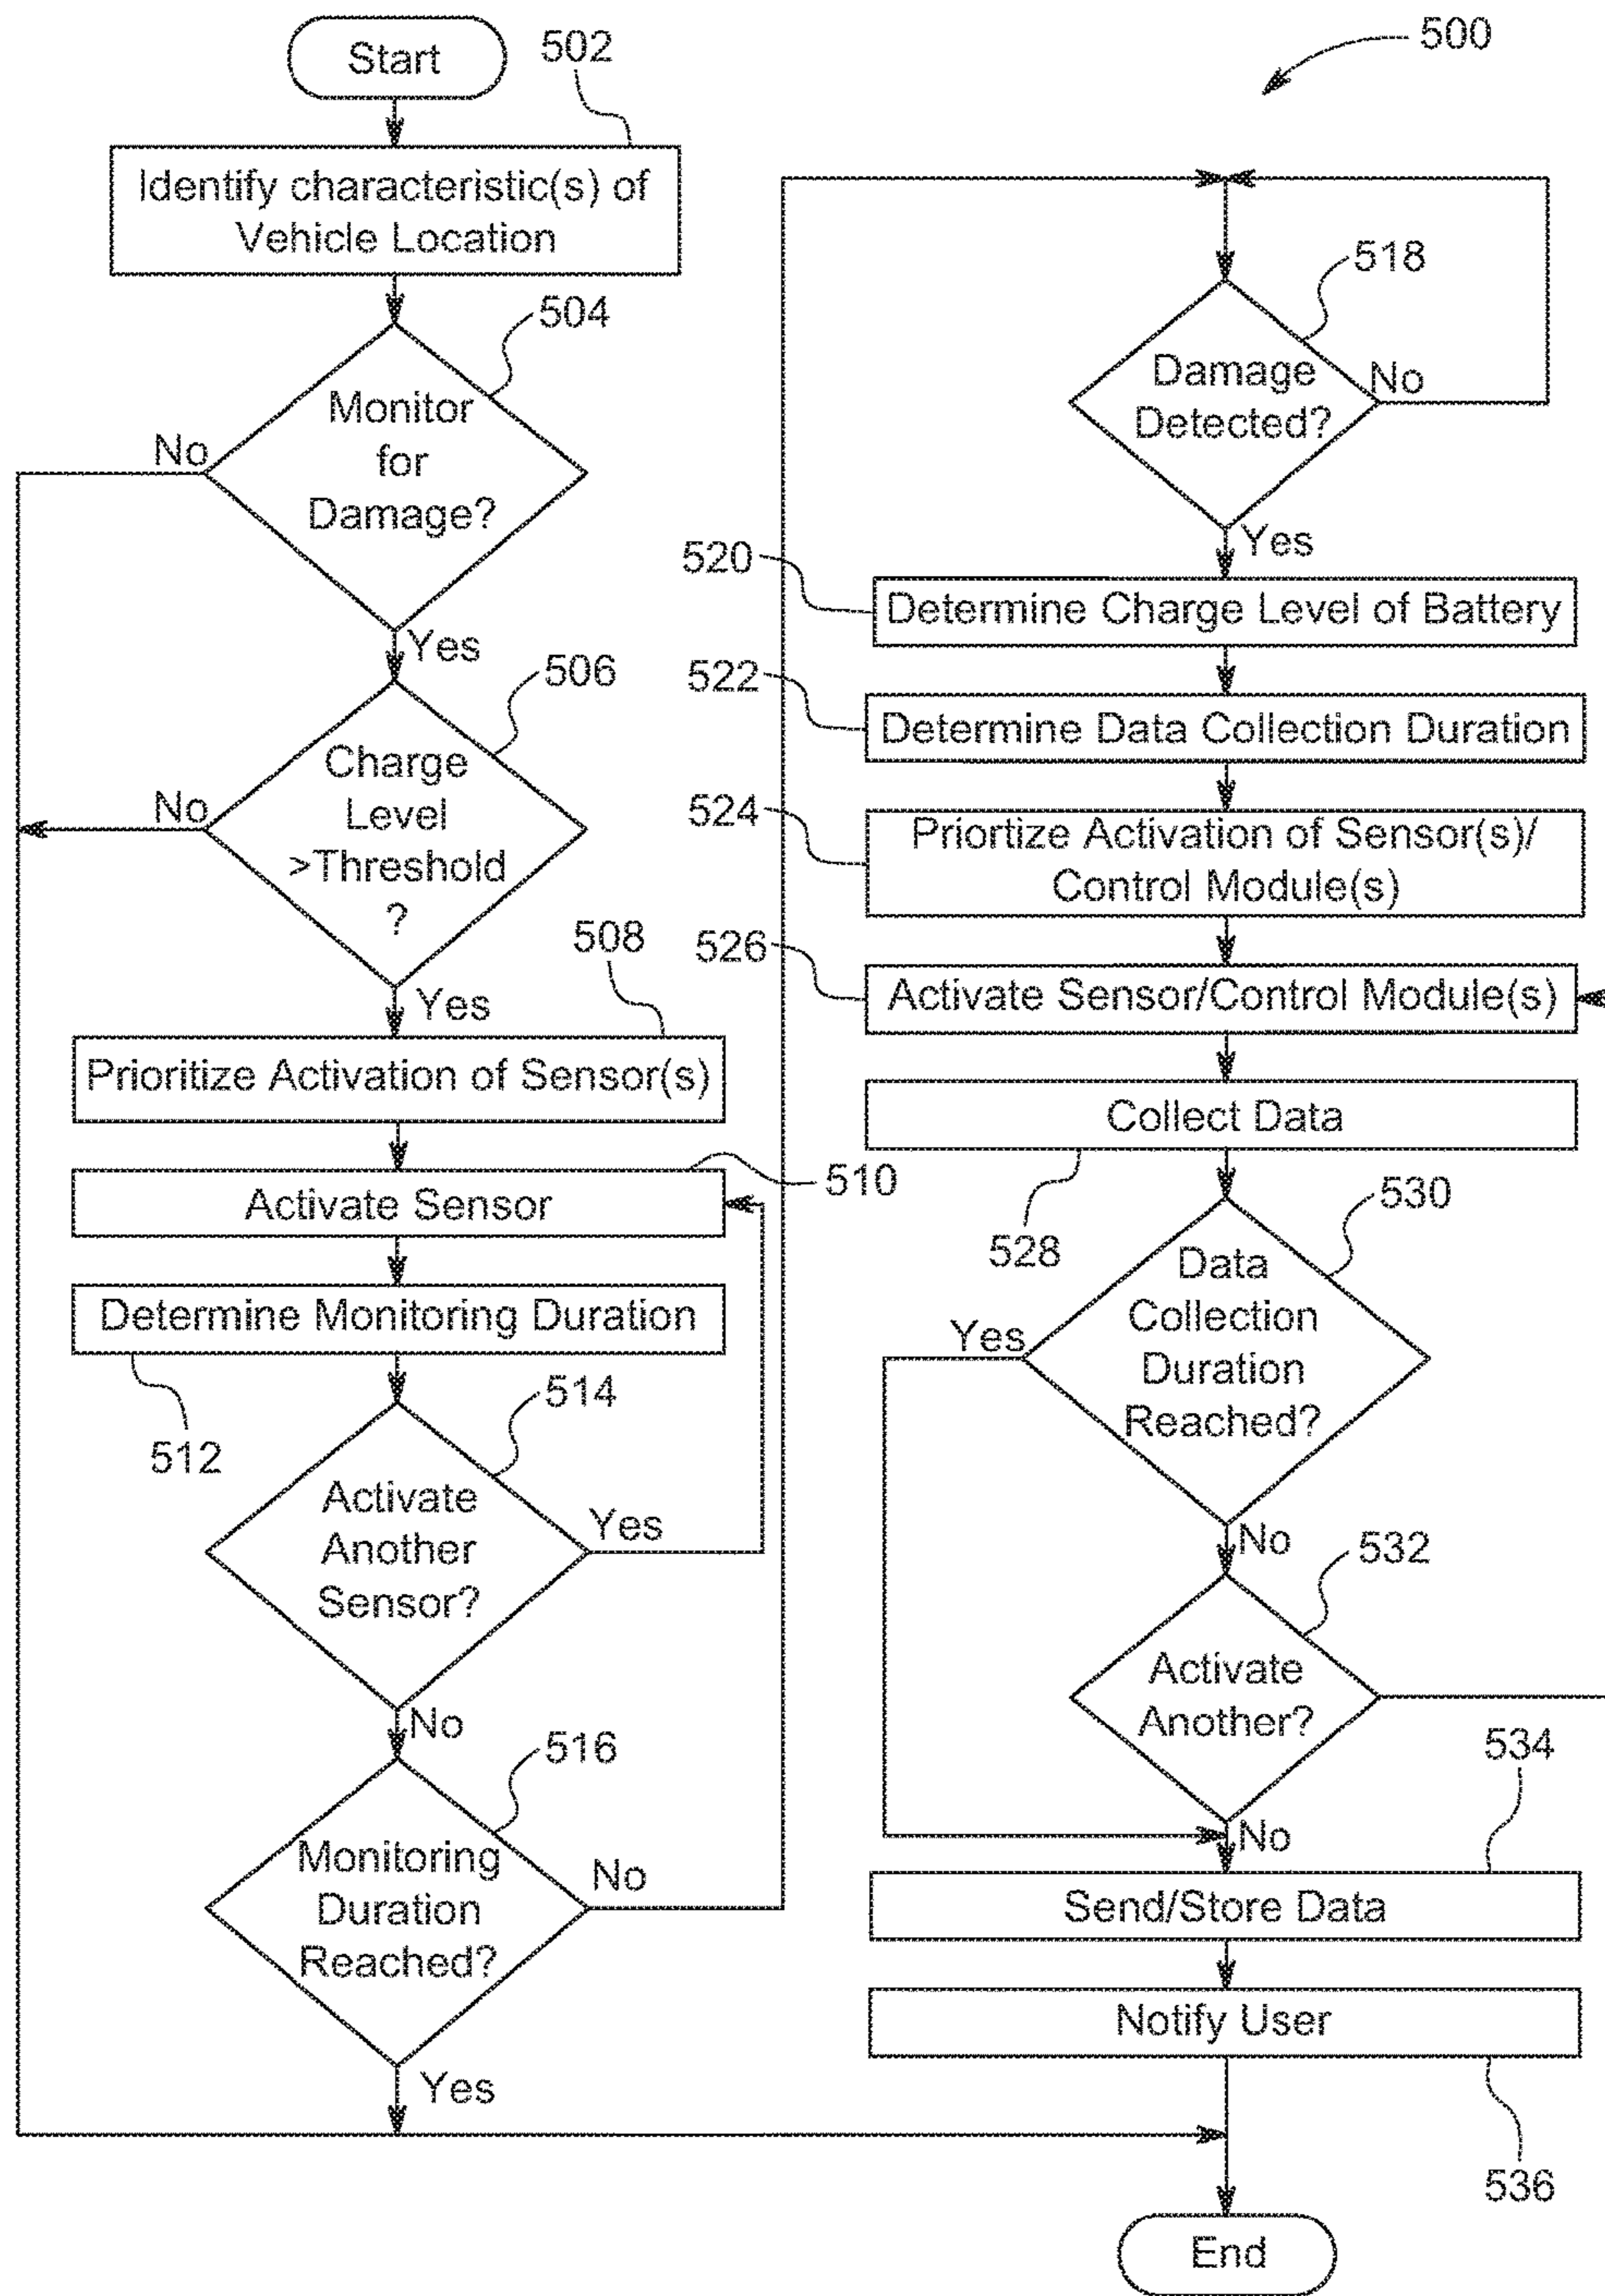 Start
502
500
Identify characteristic(s) of
Vehicle Location
504
Monitor
for
Damage?
No
Yes
506
Charge
Level
>Threshold
?
No
Yes
508
Prioritize Activation of Sensor(s)
510
Activate Sensor
Determine Monitoring Duration
512
514
Activate
Another
Sensor?
Yes
No
516
Monitoring
Duration
Reached?
No
Yes
518
Damage
Detected?
No
Yes
520
Determine Charge Level of Battery
522
Determine Data Collection Duration
524
Priortize Activation of Sensor(s)/
Control Module(s)
526
Activate Sensor/Control Module(s)
Collect Data
528
530
Data
Collection
Duration
Reached?
Yes
No
532
Activate
Another?
No
534
Send/Store Data
Notify User
536
End